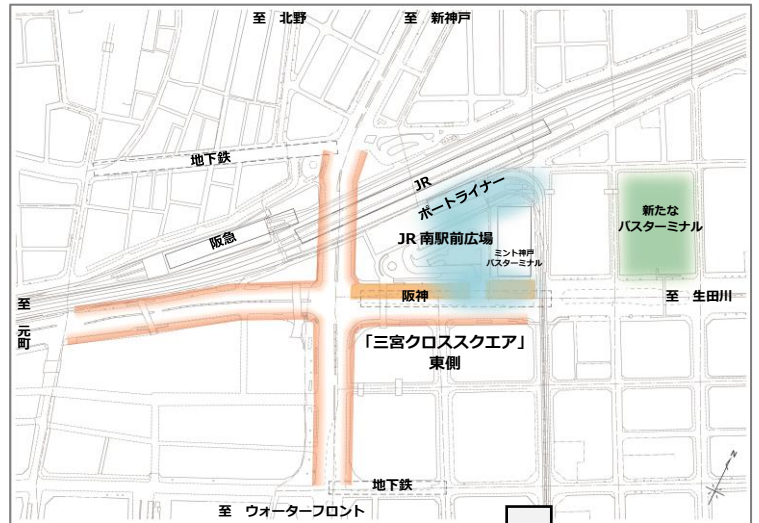 至 北野
至 新神戸
地下鉄
JR
ポートライナー
阪急
JR 南駅前広場
ミント神戸
バスターミナル
新たな
バスターミナル
至 元町
阪神
至 生田川
「三宮クロススクエア」
東側
地下鉄
至 ウォーターフロント
N